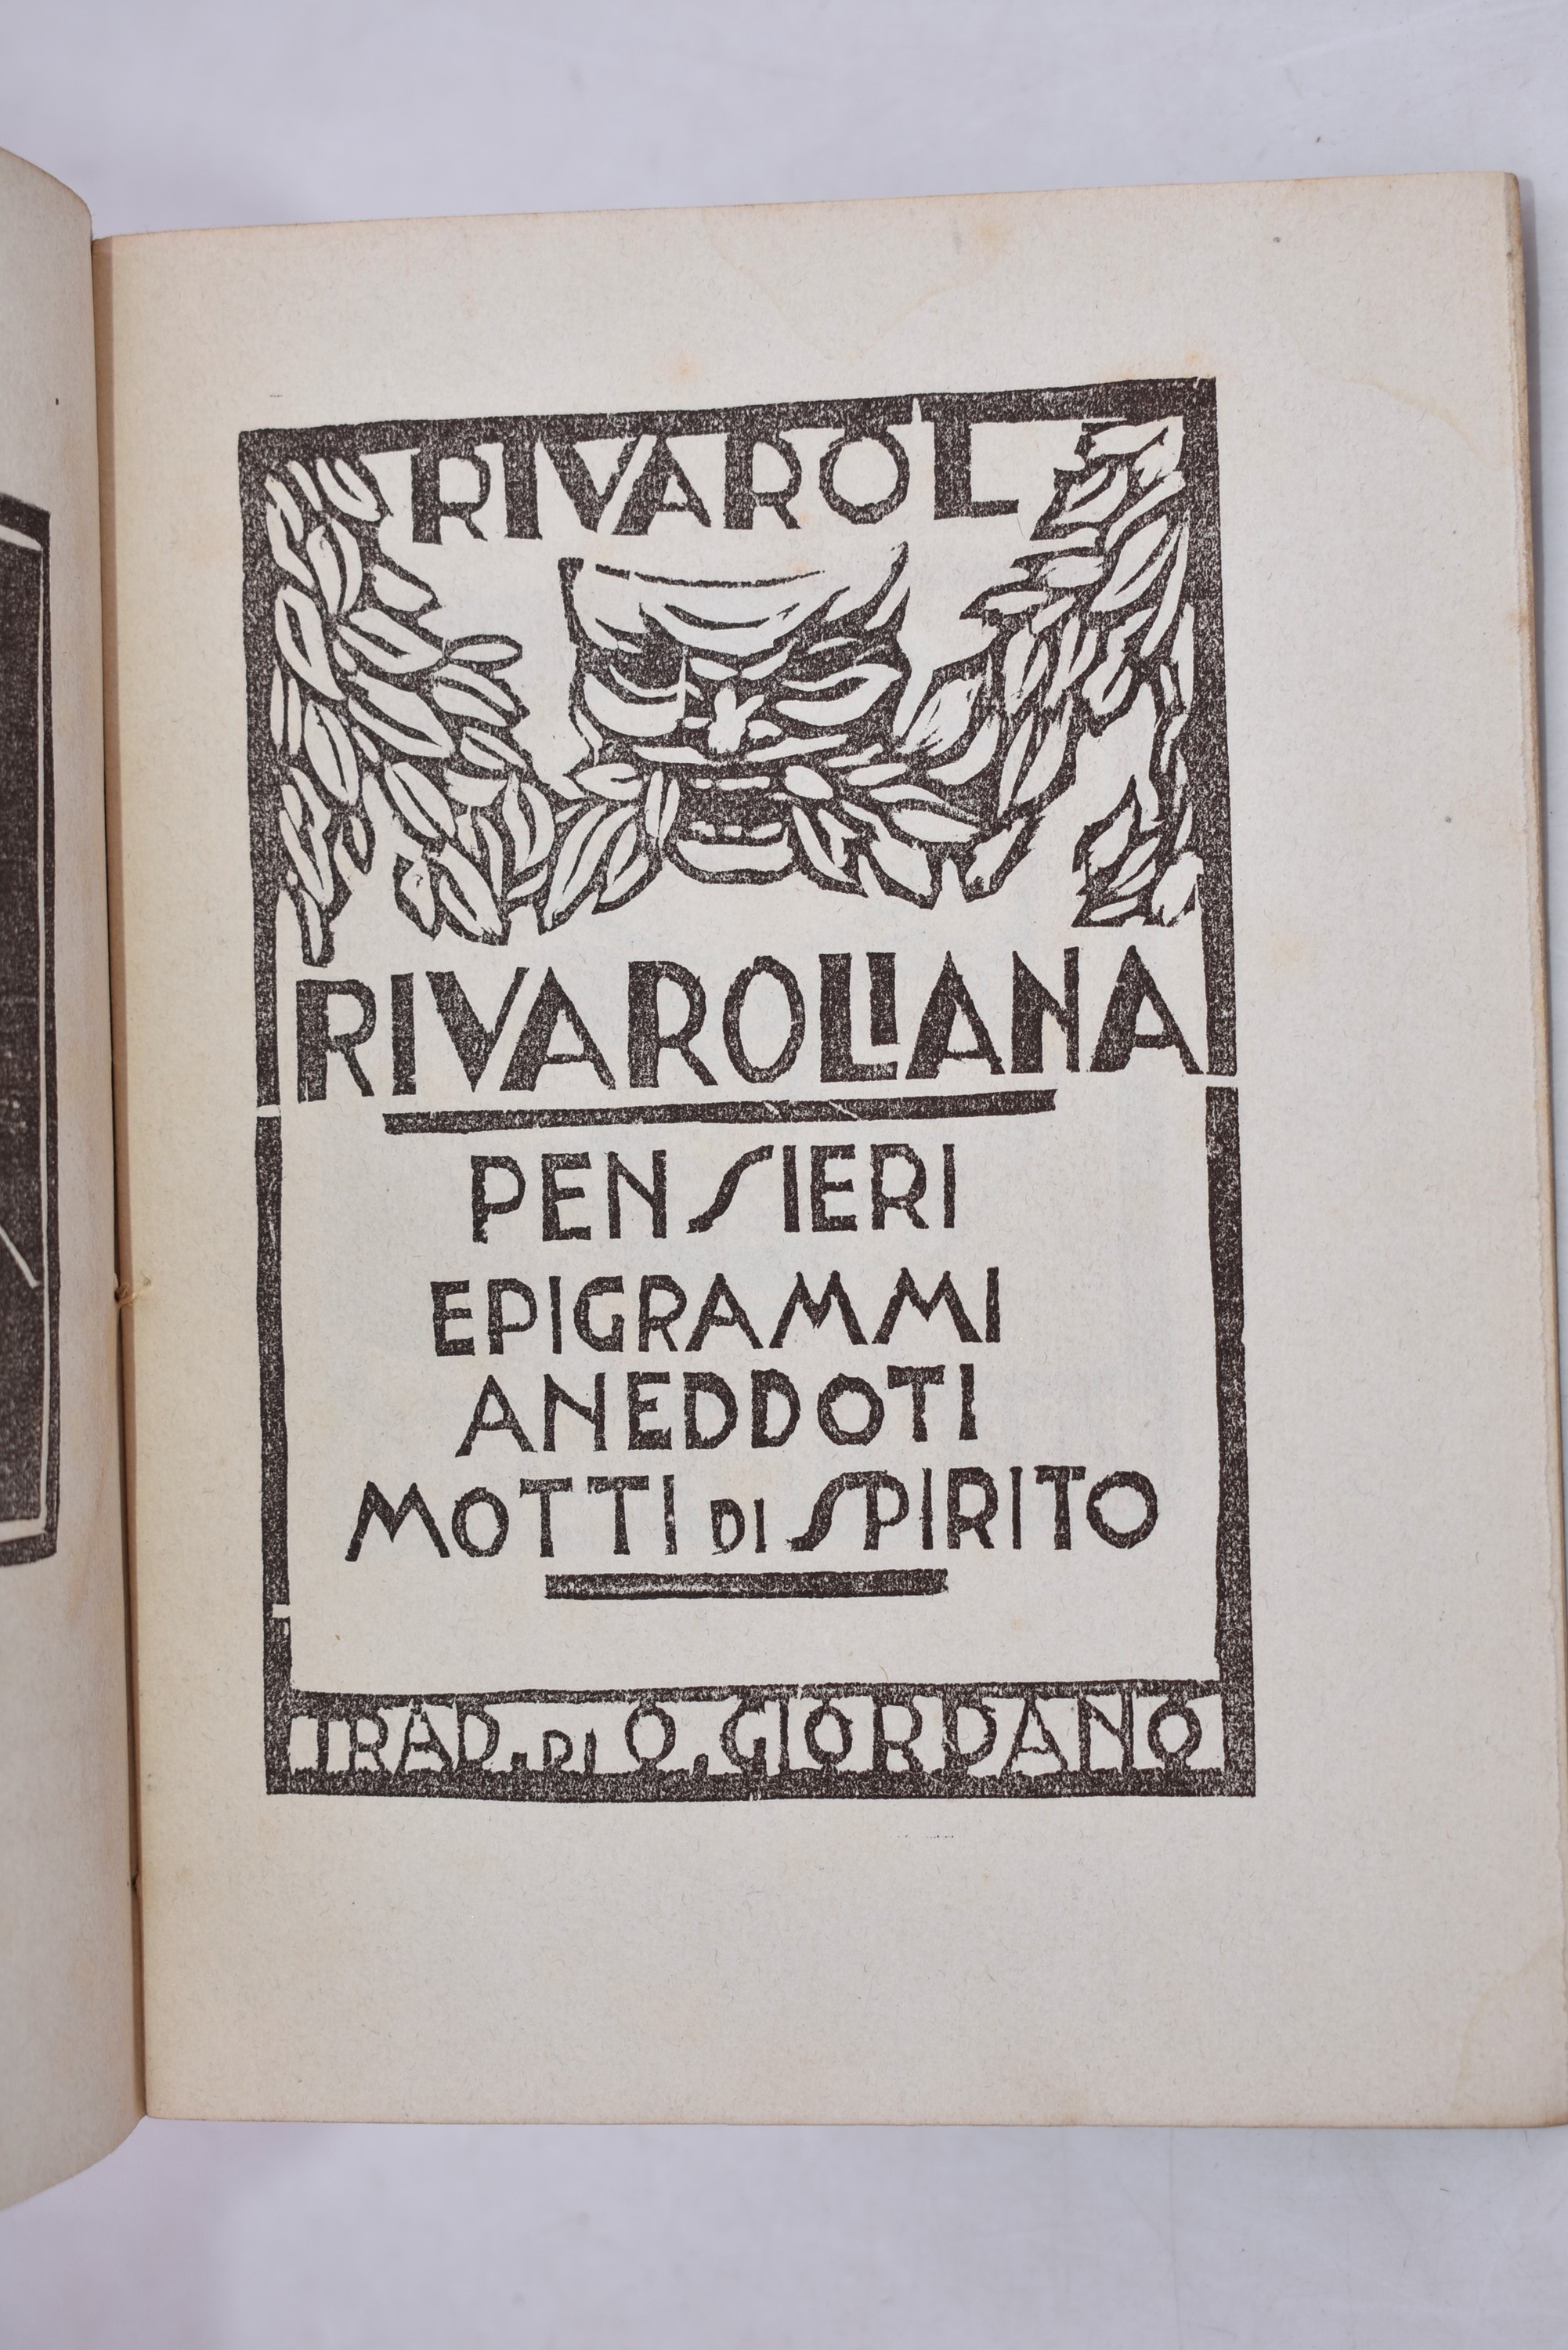 RIVAROL
RIVAROLIANA
PENSIERI
EPIGRAMMI
ANEDDOTI
MOTTI DI SPIRITO
TRAD. DI O. GIORDANO